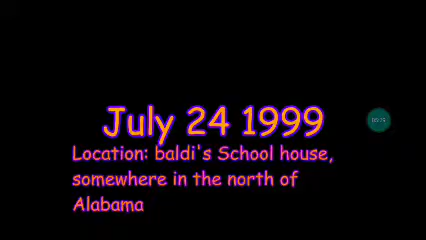 July 24 1999
Location: baldi's School house,
somewhere in the north of
Alabama